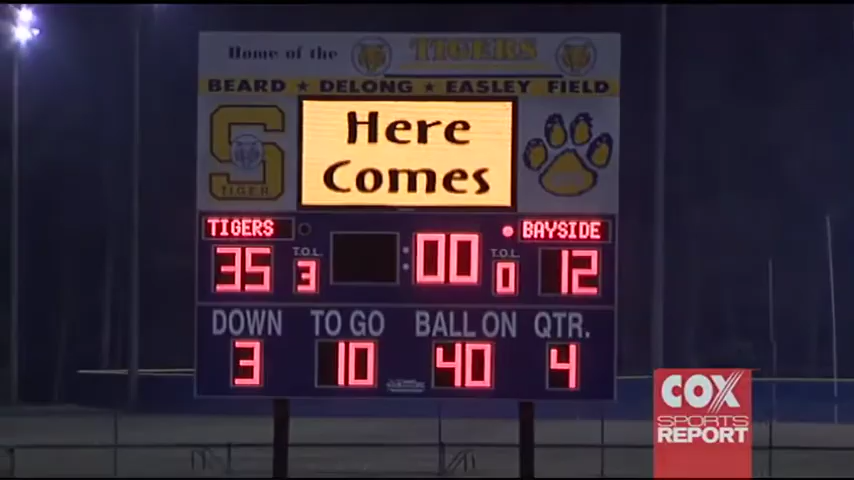 Home of the TIGERS
BEARD ★ DELONG ★ EASLEY FIELD
S
TIGER
Here
Comes
TIGERS
BAYSIDE
35
T.O.L.
3
:00
T.O.L.
0
12
DOWN TO GO BALL ON QTR.
3 10 40 4
COX
SPORTS
REPORT